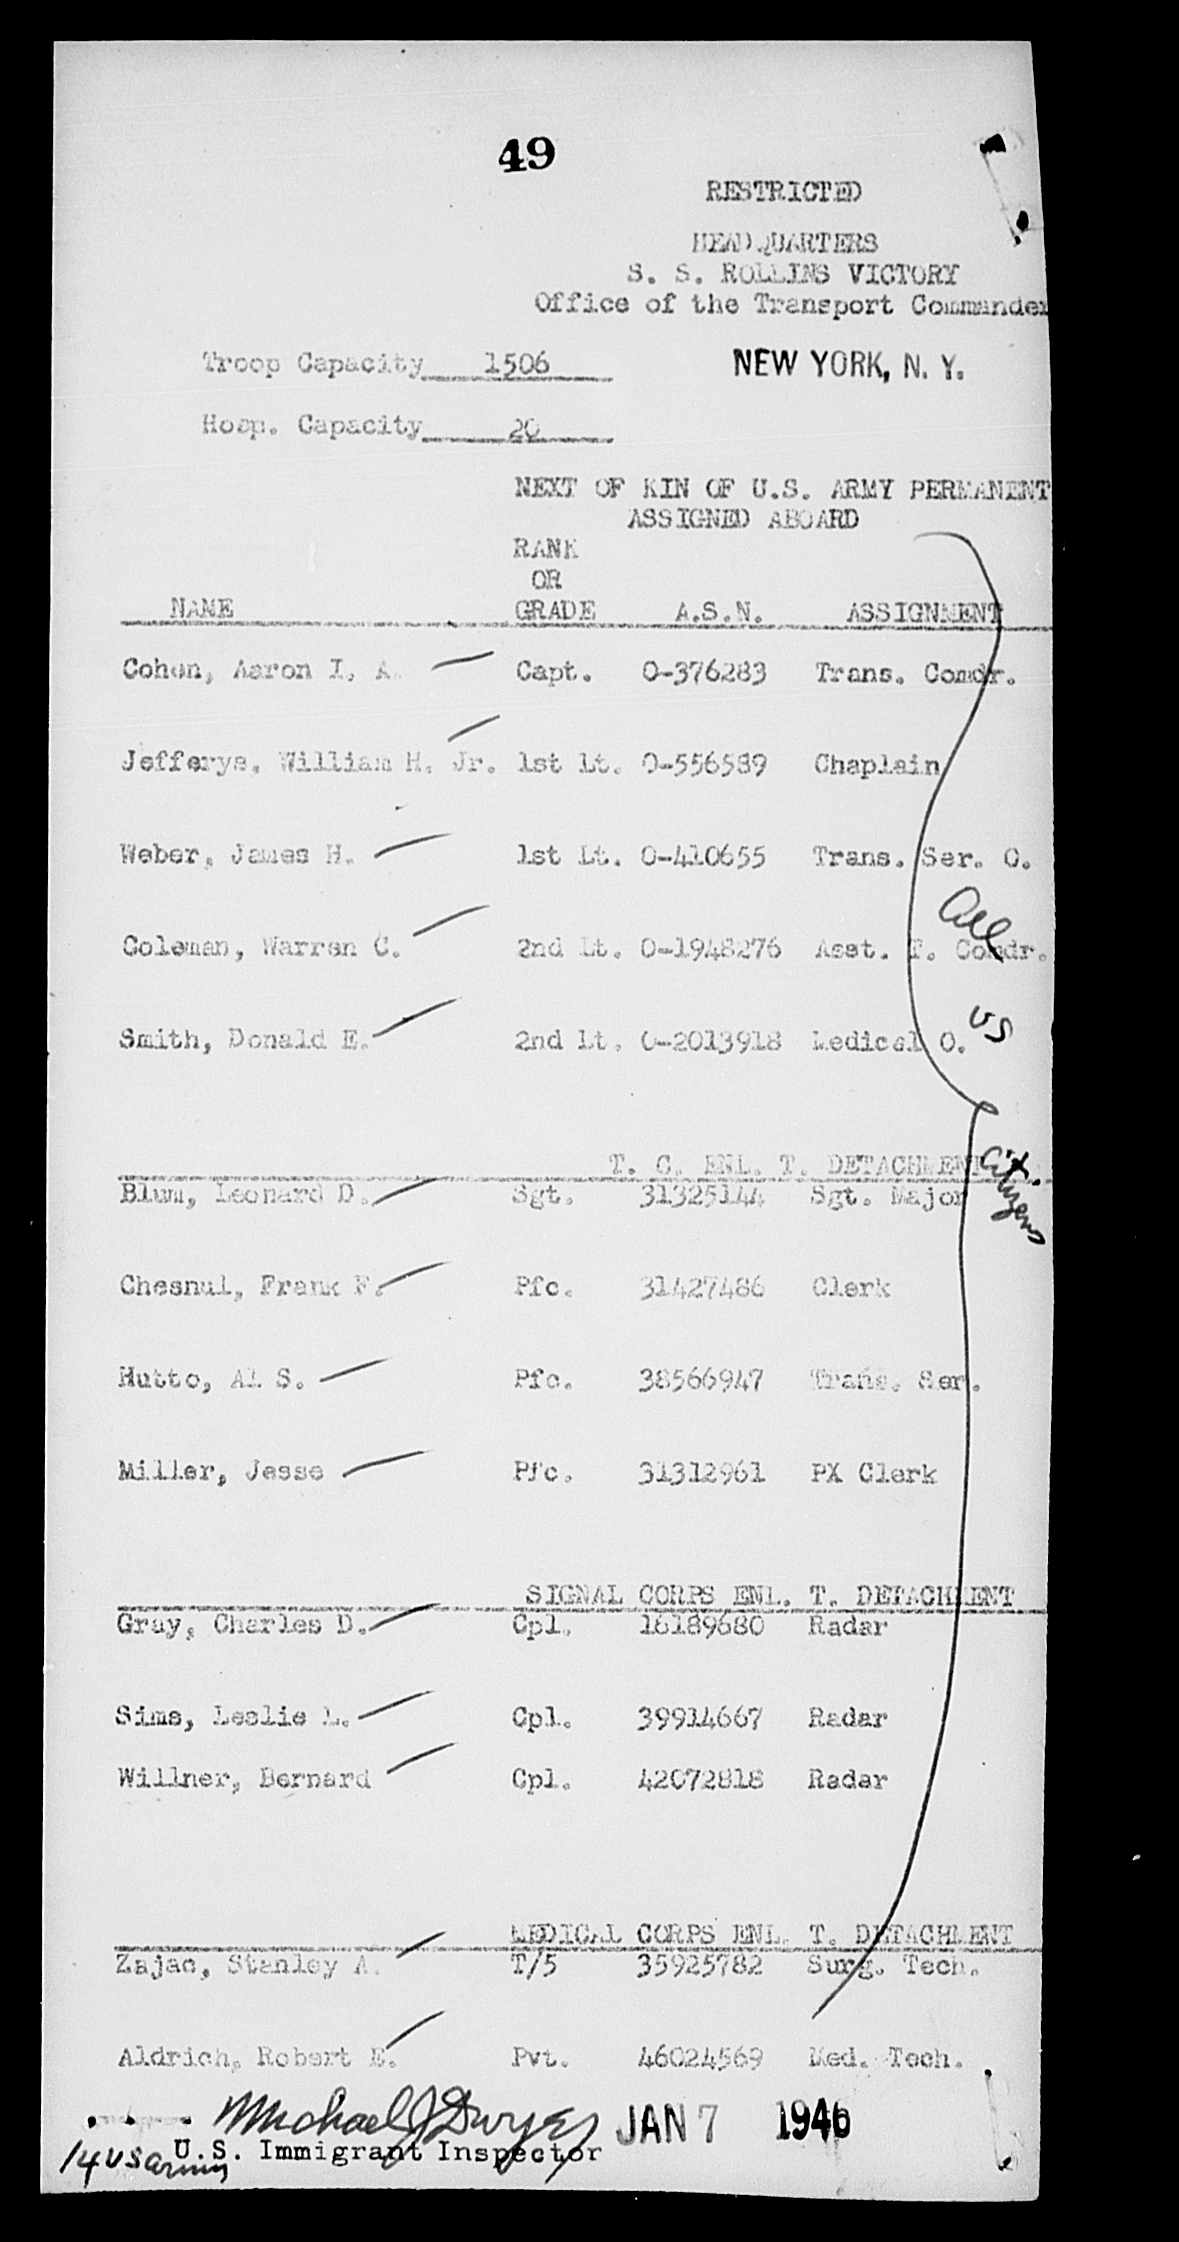 49
RESTRICTED
HEADQUARTERS
S. S. ROLLINS VICTORY
Office of the Transport Commander
Troop Capacity 1506 NEW YORK, N. Y.
Hosp. Capacity 20
NEXT OF KIN OF U.S. ARMY PERMANENT
ASSIGNED ABOARD
RANK
OR
NAME GRADE A.S.N. ASSIGNMENT
Cohen, Aaron I. A. Capt. O-376283 Trans. Comdr.
Jefferys, William H. Jr. 1st Lt. O-556589 Chaplain
Weber, James H. 1st Lt. O-410655 Trans. Ser. O.
All
Coleman, Warren C. 2nd Lt. O-1948276 Asst. T. Comdr.
US
Smith, Donald E. 2nd Lt. O-2013918 Medical O.
T. C. ENL. T. DETACHMENT
Citizens
Blum, Leonard D. Sgt. 31325144 Sgt. Major
Chesnul, Frank F. Pfc. 31427486 Clerk
Hutto, Al S. Pfc. 38566947 Trans. Ser.
Miller, Jesse Pfc. 31312961 PX Clerk
SIGNAL CORPS ENL. T. DETACHMENT
Gray, Charles D. Cpl. 16189680 Radar
Sims, Leslie L. Cpl. 39914667 Radar
Willner, Bernard Cpl. 42072818 Radar
MEDICAL CORPS ENL. T. DETACHMENT
Zajac, Stanley A. T/5 35925782 Surg. Tech.
Aldrich, Robert E. Pvt. 46024569 Med. Tech.
Michael J Dwyer JAN 7 1946
U.S. Immigrant Inspector
14 US Army